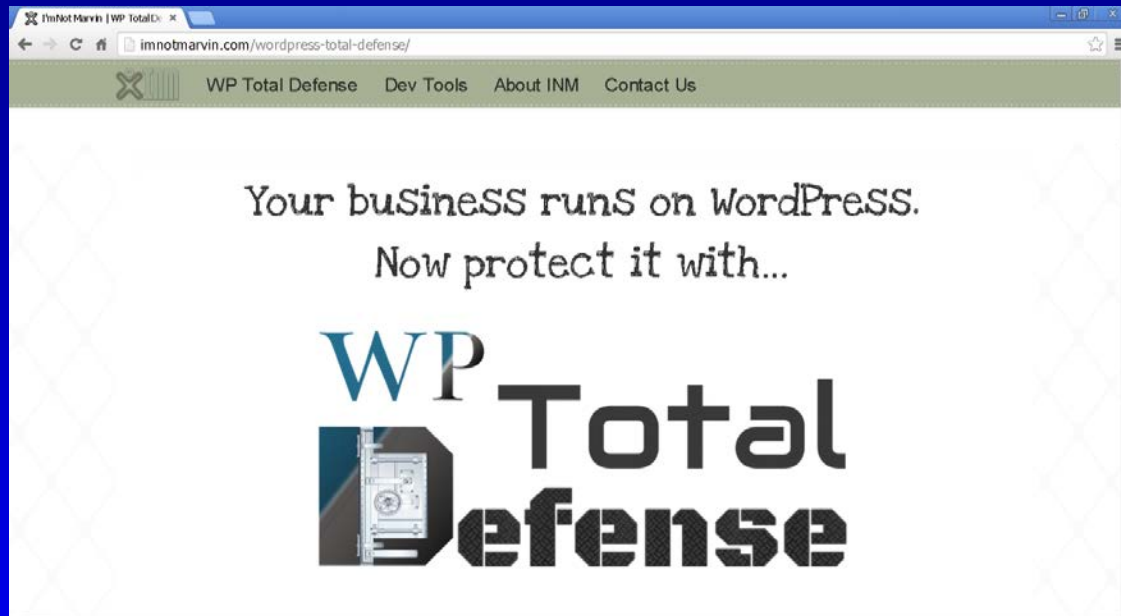 I'mNot Marvin | WP Total De
imnotmarvin.com/wordpress-total-defense/
WP Total Defense Dev Tools About INM Contact Us
Your business runs on WordPress.
Now protect it with...
WP
Total
Defense